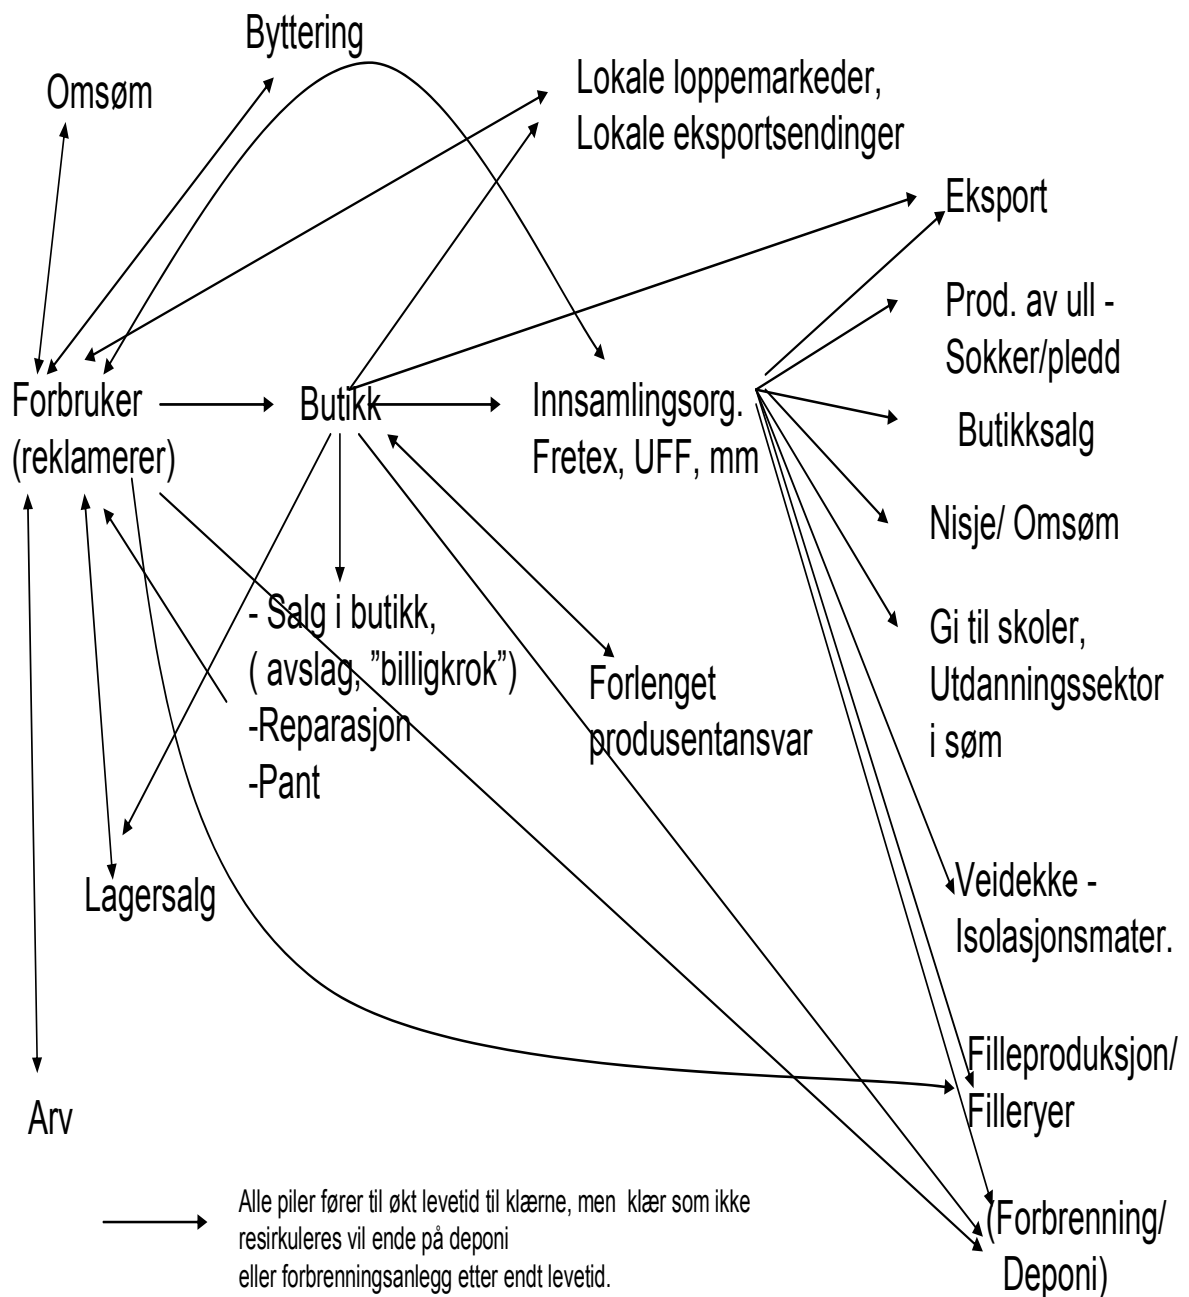 Byttering
Omsøm
Lokale loppemarkeder,
Lokale eksportsendinger
Eksport
Prod. av ull -
Sokker/pledd
Forbruker
(reklamerer)
Butikk
Innsamlingsorg.
Fretex, UFF, mm
Butikksalg
Nisje/ Omsøm
- Salg i butikk,
( avslag, ”billigkrok”)
-Reparasjon
-Pant
Forlenget
produsentansvar
Gi til skoler,
Utdanningssektor
i søm
Lagersalg
Veidekke -
Isolasjonsmater.
Arv
Filleproduksjon/
Filleryer
Alle piler fører til økt levetid til klærne, men klær som ikke
resirkuleres vil ende på deponi
eller forbrenningsanlegg etter endt levetid.
(Forbrenning/
Deponi)